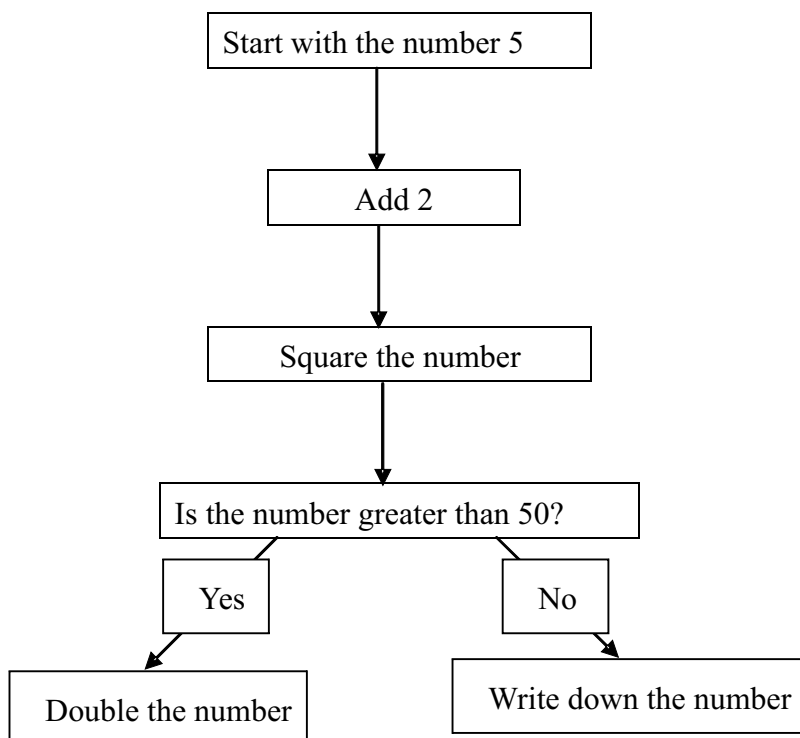 Start with the number 5
Add 2
Square the number
Is the number greater than 50?
Yes
No
Double the number
Write down the number